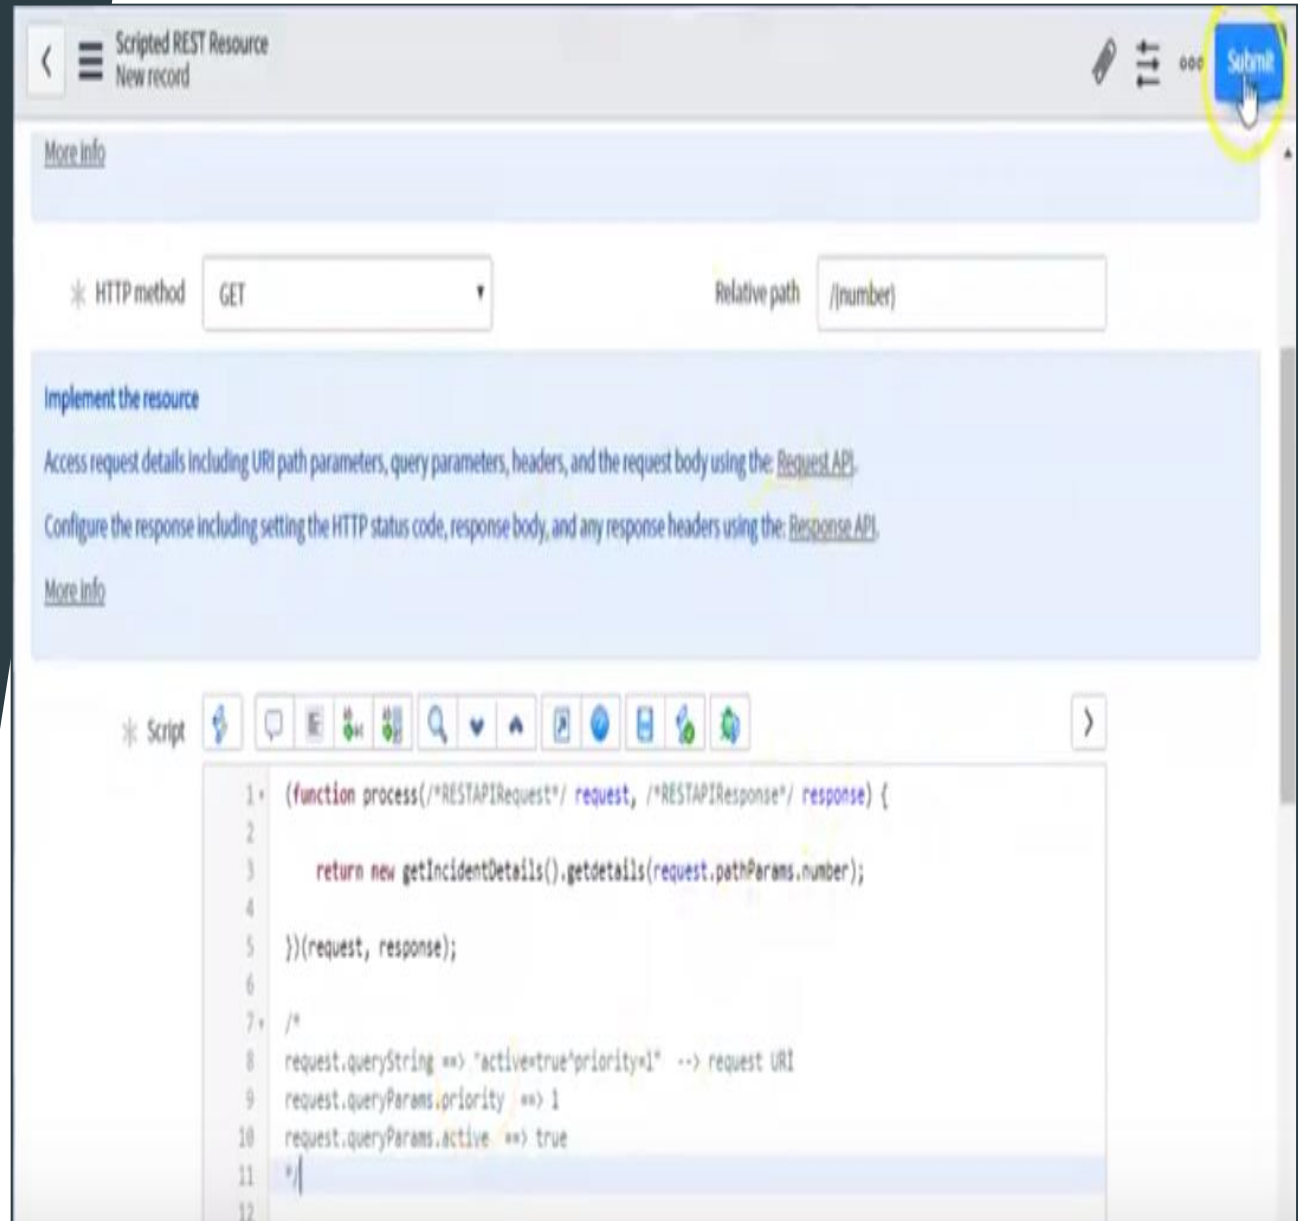 Scripted REST Resource
New record
Submit
More info
HTTP method
GET
Relative path
/{number}
Implement the resource
Access request details including URI path parameters, query parameters, headers, and the request body using the: Request API.
Configure the response including setting the HTTP status code, response body, and any response headers using the: Response API.
More info
Script
1 (function process(/*RESTAPIRequest*/ request, /*RESTAPIResponse*/ response) {
2
3 return new getIncidentDetails().getdetails(request.pathParams.number);
4
5 })(request, response);
6
7 /*
8 request.queryString ==> "active=true^priority=1" --> request URI
9 request.queryParams.priority ==> 1
10 request.queryParams.active ==> true
11 */
12